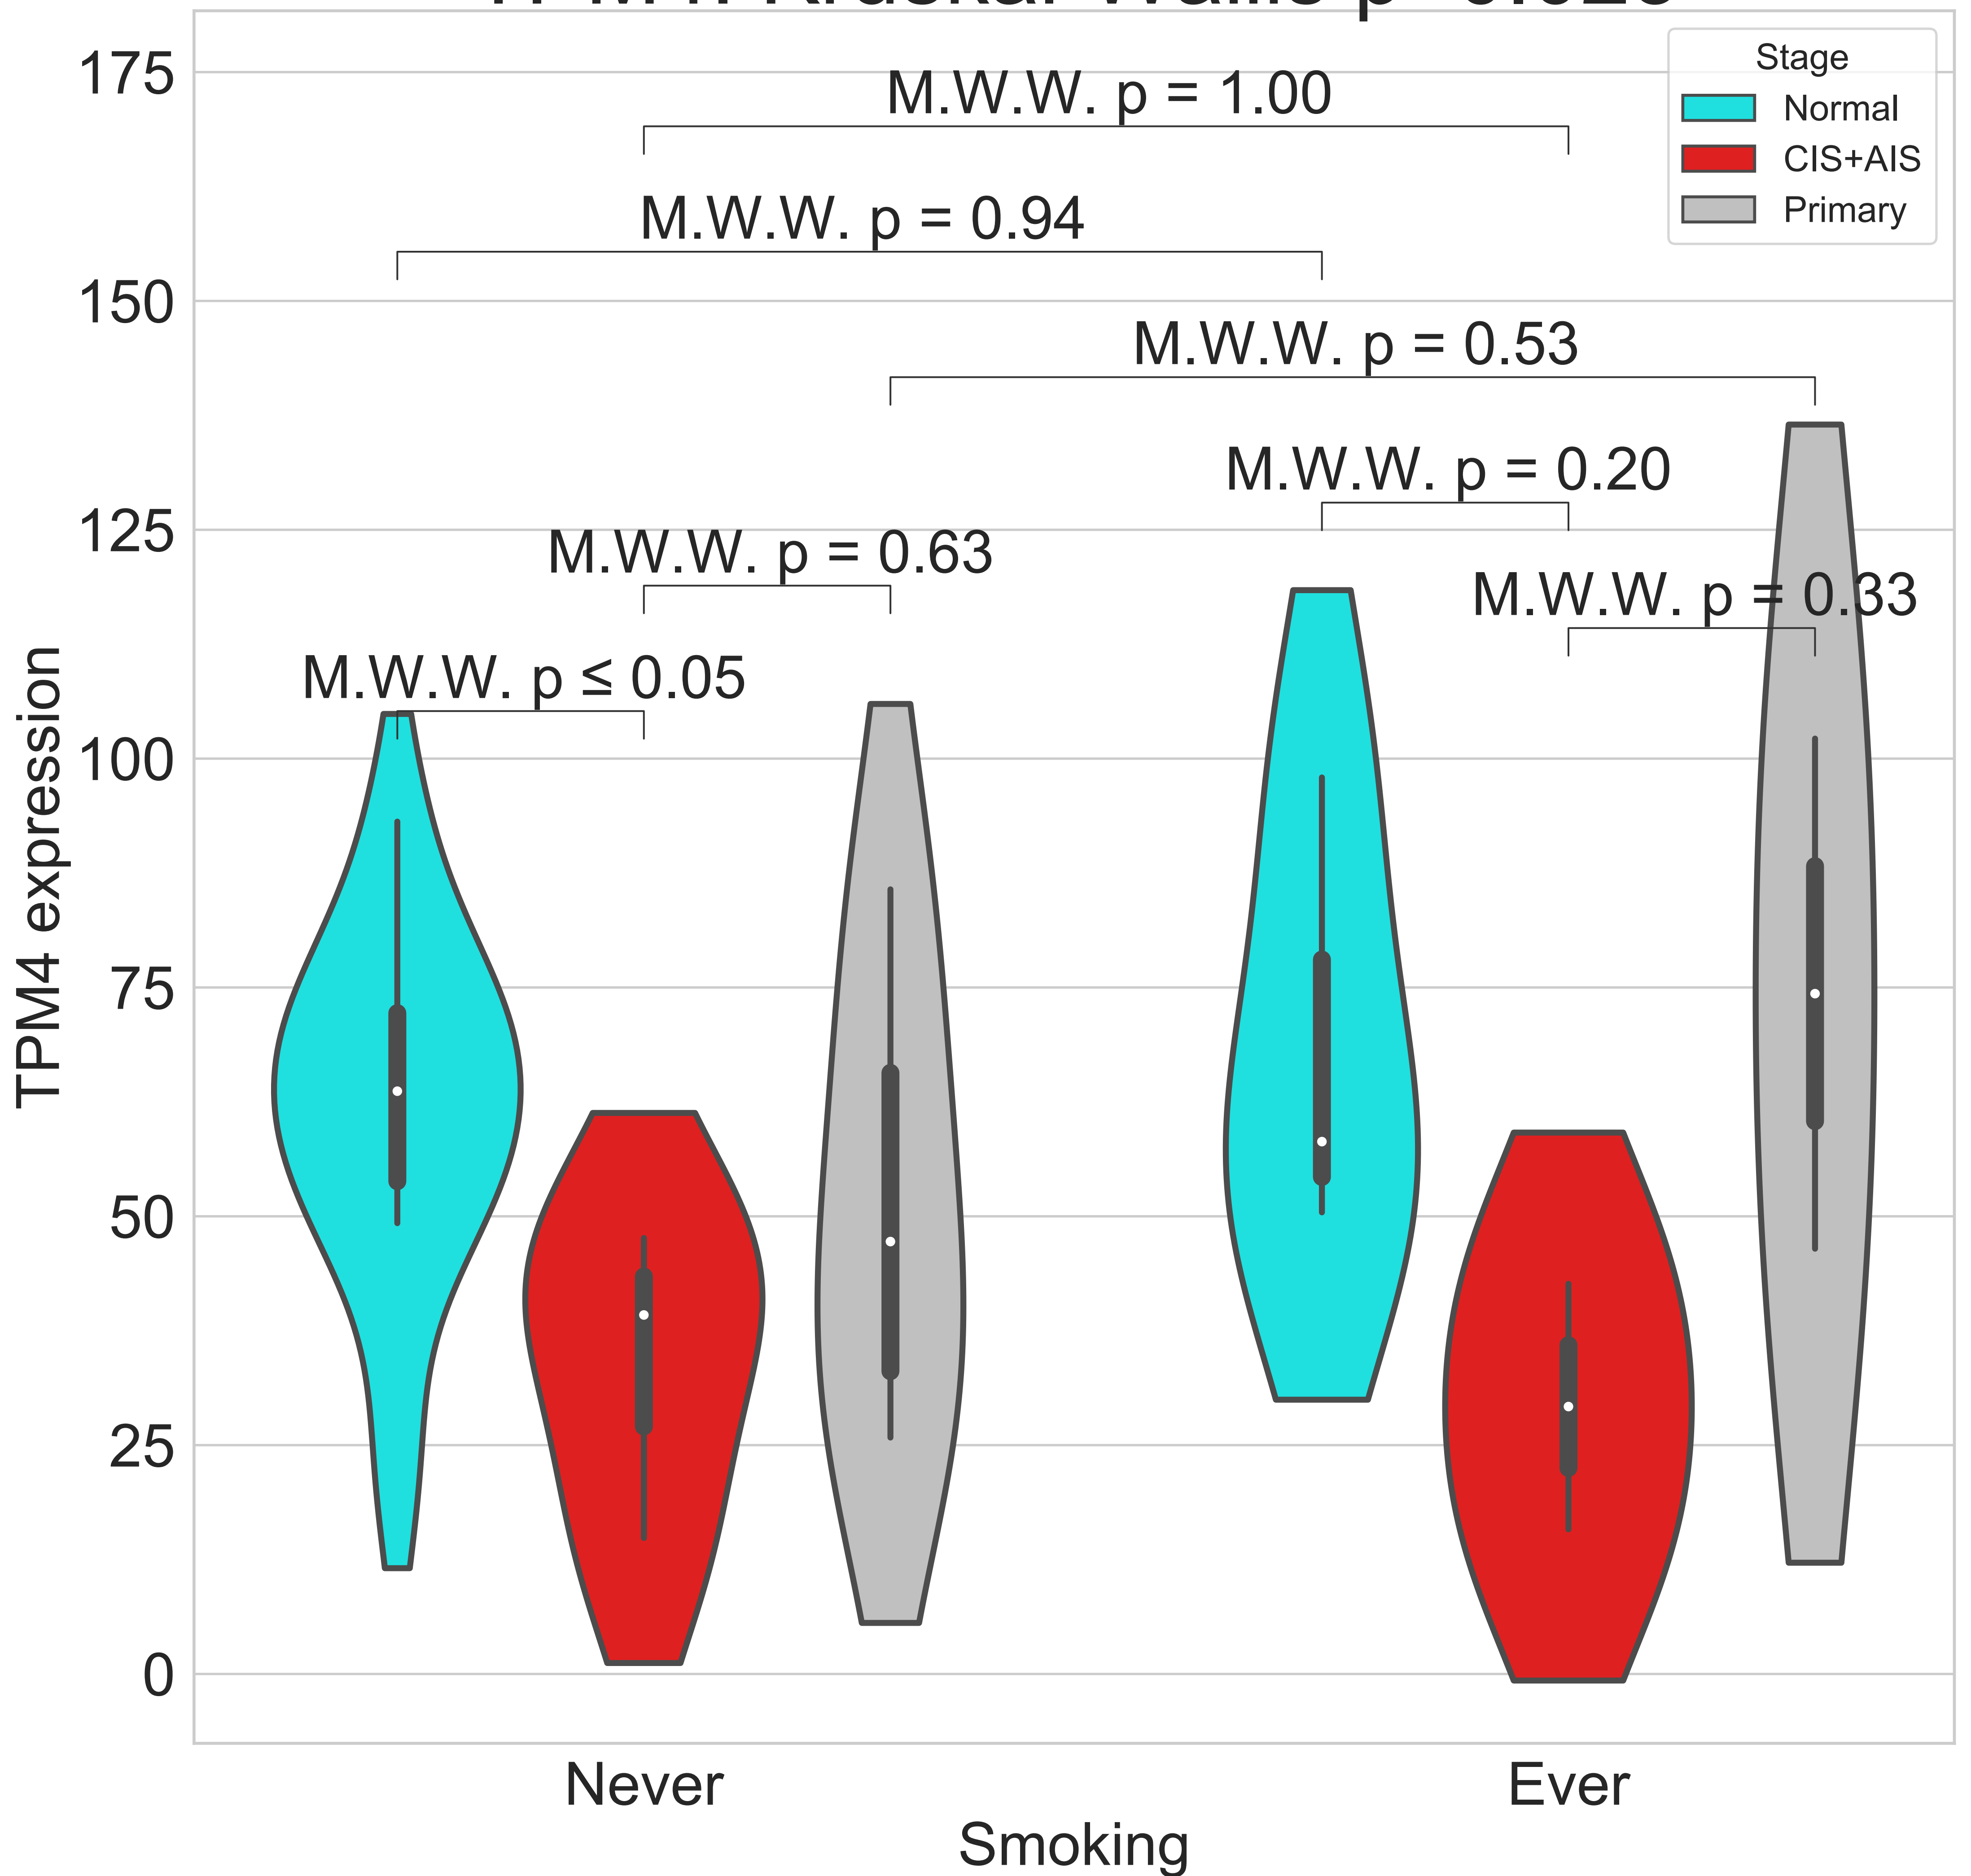 175
150
125
100
75
50
25
0
TPM4 expression
M.W.W. p = 1.00
M.W.W. p = 0.94
M.W.W. p = 0.53
M.W.W. p = 0.20
M.W.W. p = 0.63
M.W.W. p = 0.33
M.W.W. p ≤ 0.05
Stage
Normal
CIS+AIS
Primary
Never
Ever
Smoking